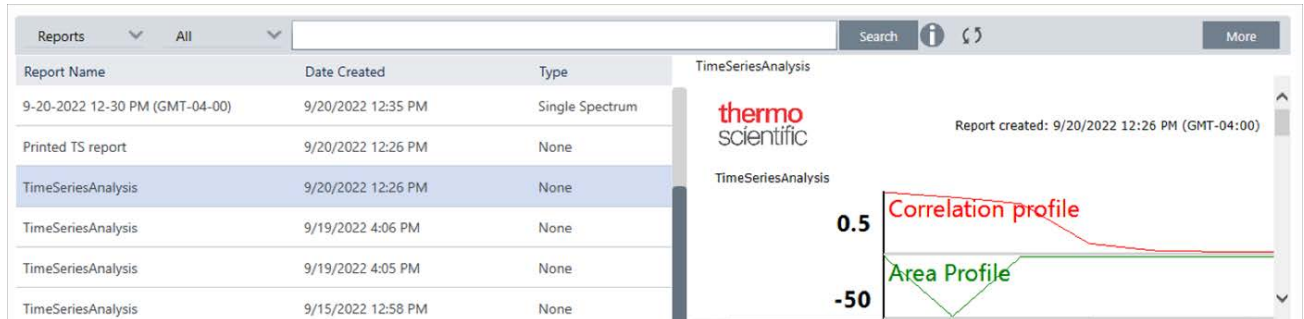 Reports All Search i More
Report Name Date Created Type
9-20-2022 12-30 PM (GMT-04-00) 9/20/2022 12:35 PM Single Spectrum
Printed TS report 9/20/2022 12:26 PM None
TimeSeriesAnalysis 9/20/2022 12:26 PM None
TimeSeriesAnalysis 9/19/2022 4:06 PM None
TimeSeriesAnalysis 9/19/2022 4:05 PM None
TimeSeriesAnalysis 9/15/2022 12:58 PM None
TimeSeriesAnalysis
thermo
scientific
Report created: 9/20/2022 12:26 PM (GMT-04:00)
TimeSeriesAnalysis
0.5 Correlation profile
Area Profile
-50